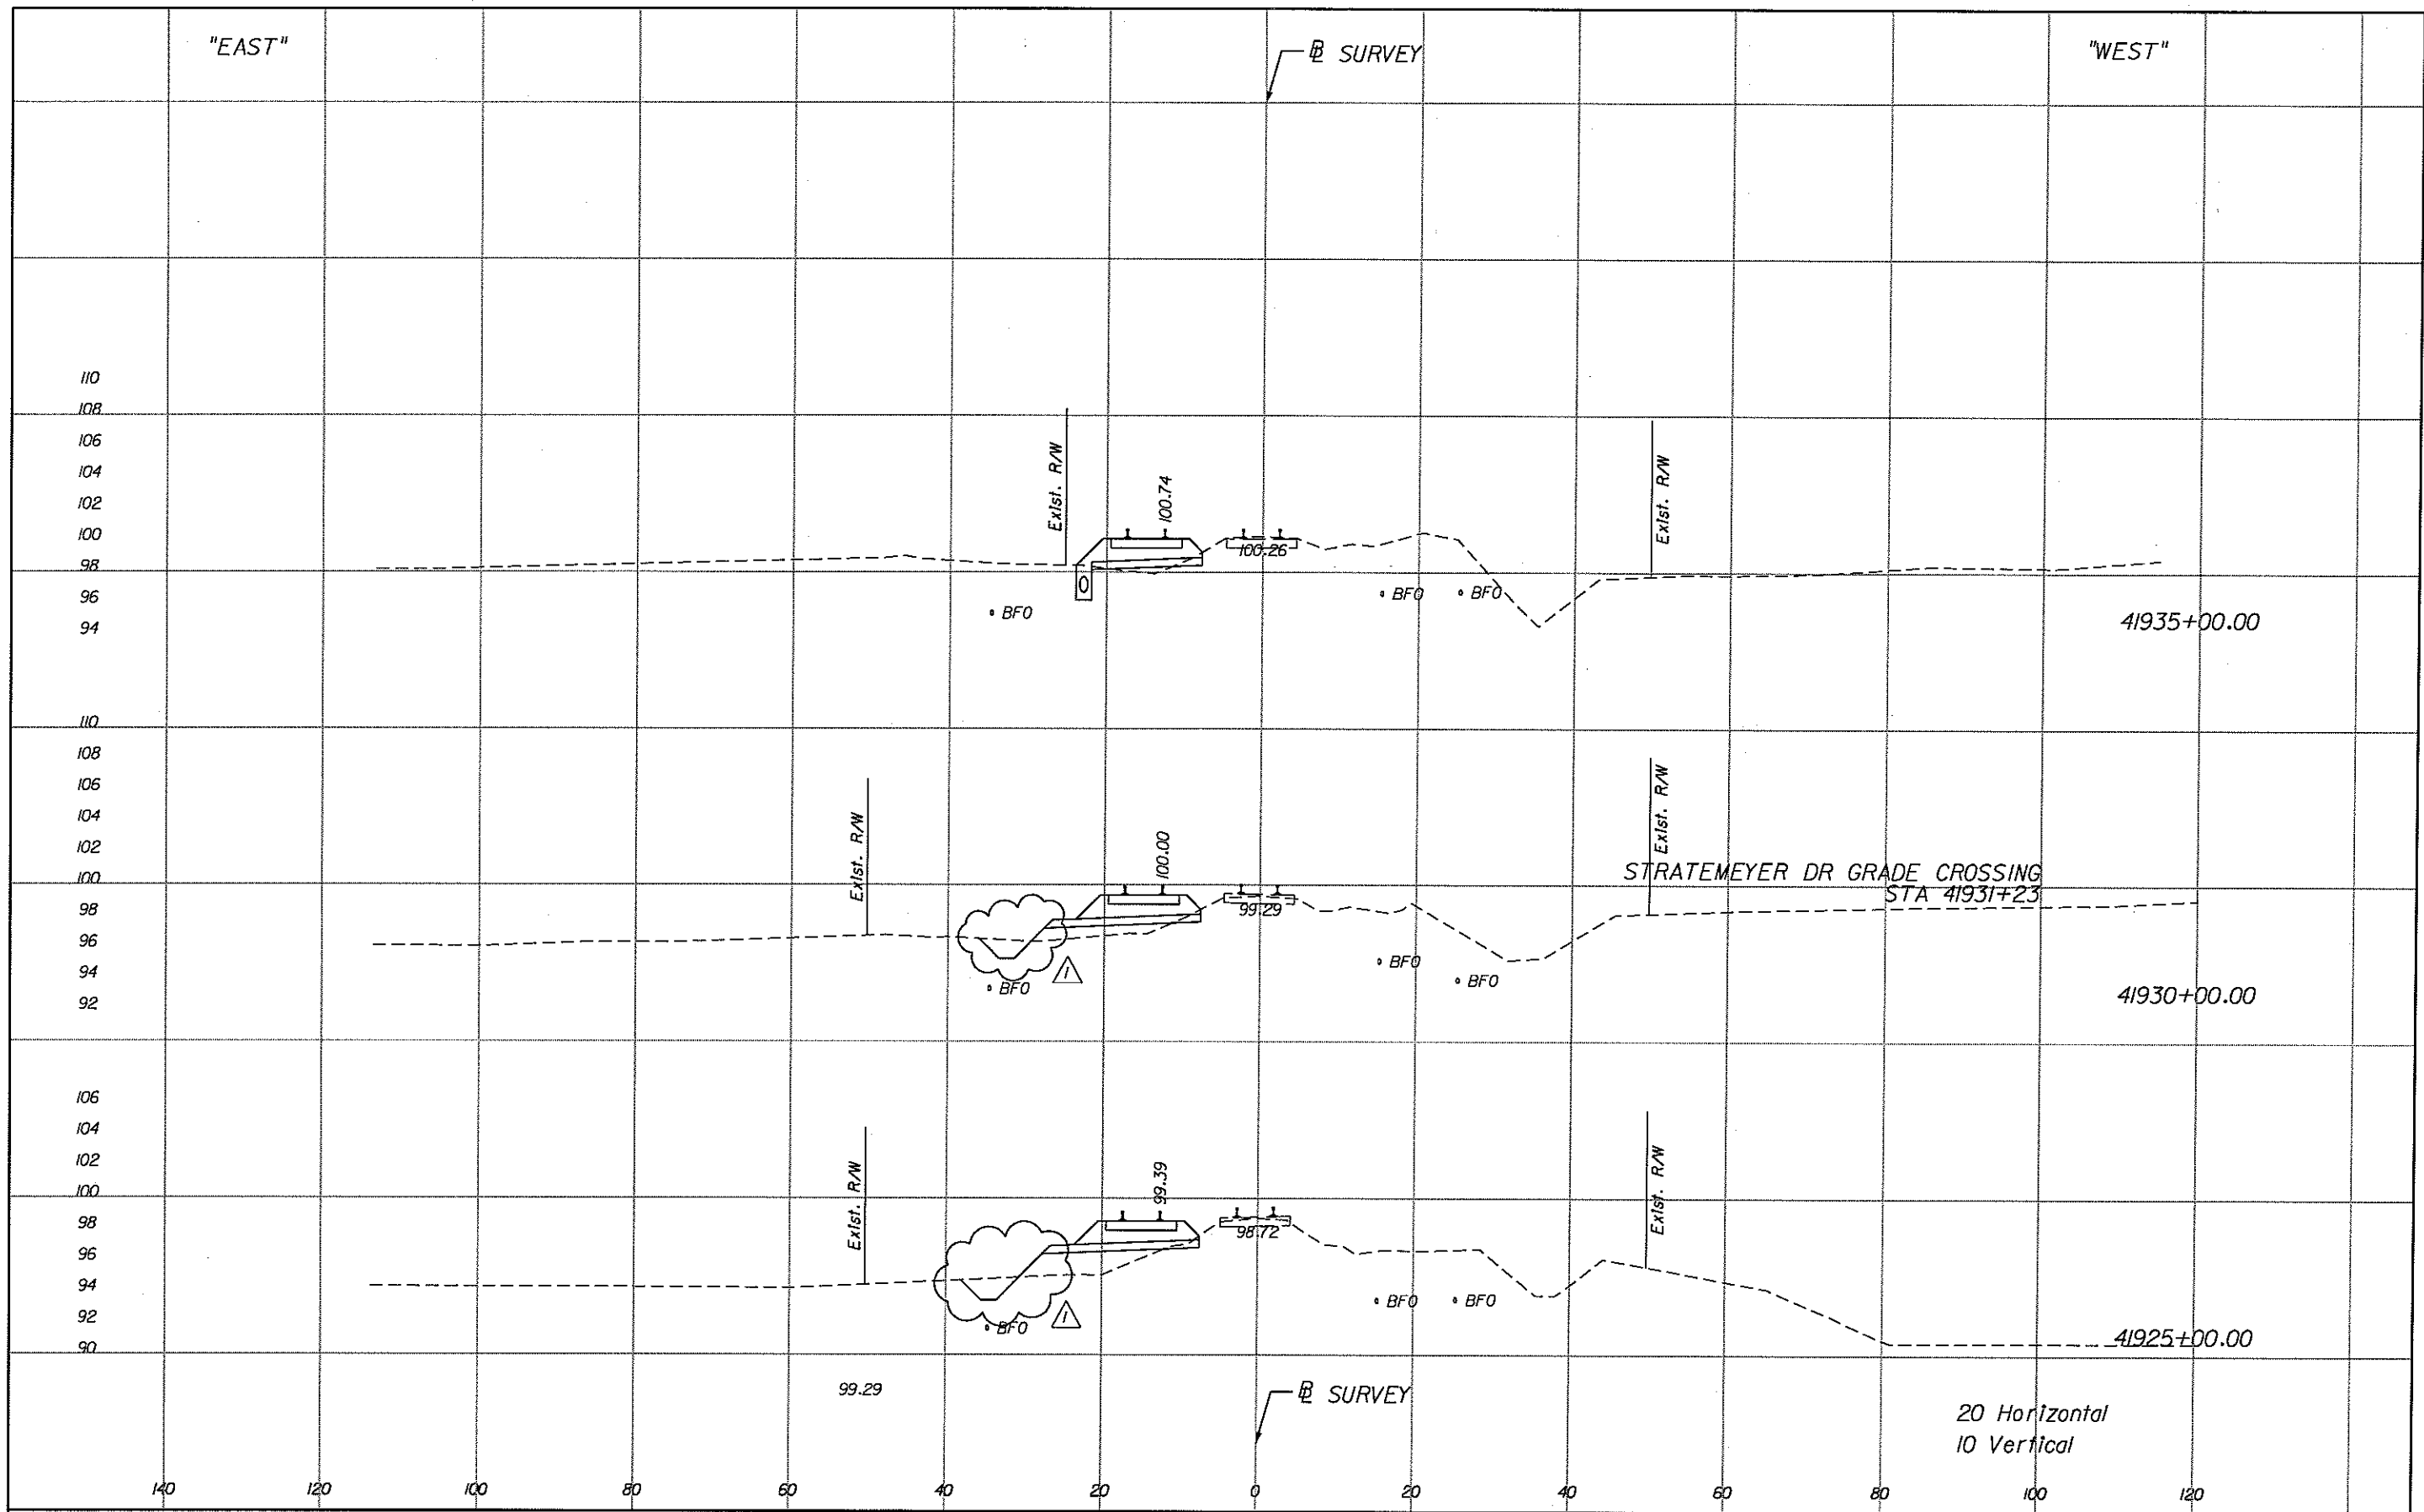 "EAST"
℄ SURVEY
"WEST"
110
108
106
104
102
100
98
96
94
Exist. R/W
100.74
100.26
Exist. R/W
BFO
BFO
BFO
41935+00.00
110
108
106
104
102
100
98
96
94
92
Exist. R/W
100.00
99.29
Exist. R/W
STRATEMEYER DR GRADE CROSSING
STA 41931+23
BFO
1
BFO
BFO
41930+00.00
106
104
102
100
98
96
94
92
90
Exist. R/W
99.39
98.72
Exist. R/W
BFO
1
BFO
BFO
41925+00.00
99.29
℄ SURVEY
20 Horizontal
10 Vertical
140 120 100 80 60 40 20 0 20 40 60 80 100 120